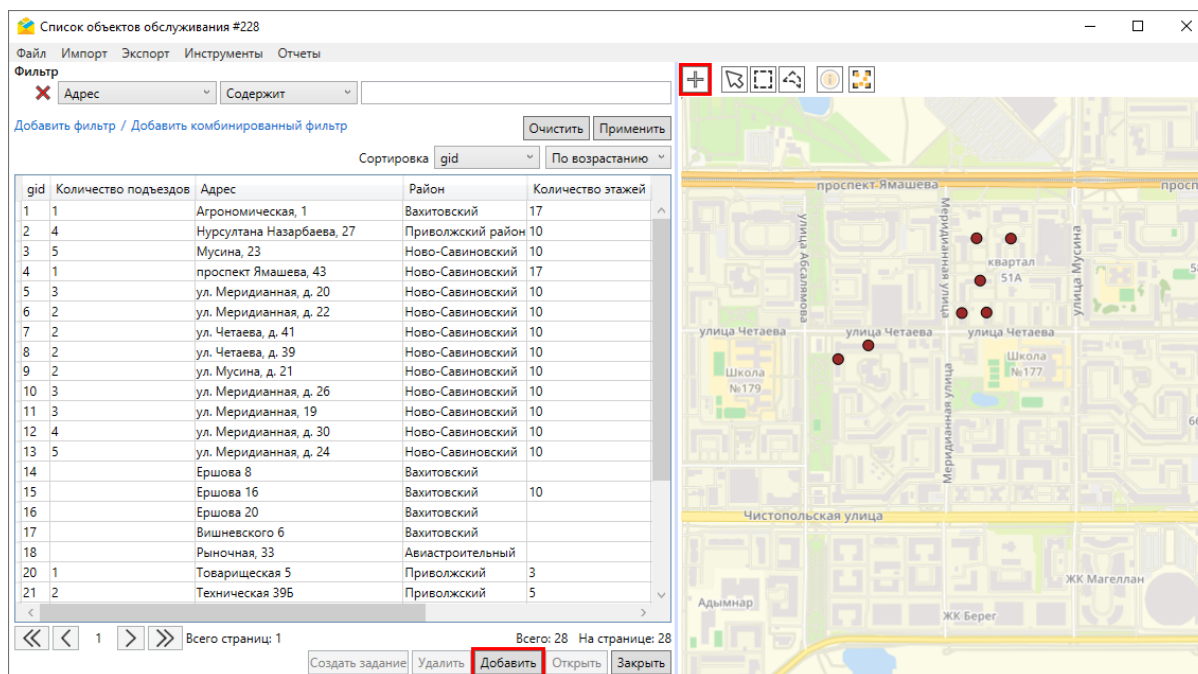 Список объектов обслуживания #228
Файл Импорт Экспорт Инструменты Отчеты
Фильтр
Адрес Содержит
Добавить фильтр / Добавить комбинированный фильтр Очистить Применить
Сортировка gid По возрастанию
gid Количество подъездов Адрес Район Количество этажей
1 1 Агрономическая, 1 Вахитовский 17
2 4 Нурсултана Назарбаева, 27 Приволжский район 10
3 5 Мусина, 23 Ново-Савиновский 10
4 1 проспект Ямашева, 43 Ново-Савиновский 17
5 3 ул. Меридианная, д. 20 Ново-Савиновский 10
6 2 ул. Меридианная, д. 22 Ново-Савиновский 10
7 2 ул. Четаева, д. 41 Ново-Савиновский 10
8 2 ул. Четаева, д. 39 Ново-Савиновский 10
9 2 ул. Мусина, д. 21 Ново-Савиновский 10
10 3 ул. Меридианная, д. 26 Ново-Савиновский 10
11 3 ул. Меридианная, 19 Ново-Савиновский 10
12 4 ул. Меридианная, д. 30 Ново-Савиновский 10
13 5 ул. Меридианная, д. 24 Ново-Савиновский 10
14 Ершова 8 Вахитовский
15 Ершова 16 Вахитовский 10
16 Ершова 20 Вахитовский
17 Вишневского 6 Вахитовский
18 Рыночная, 33 Авиастроительный
20 1 Товарищеская 5 Приволжский 3
21 2 Техническая 39Б Приволжский 5
1 Всего страниц: 1 Всего: 28 На странице: 28
Создать задание Удалить Добавить Открыть Закрыть
проспект Ямашева
просп
улица Абсалямова
Меридианная улица
улица Мусина
квартал
51А
улица Четаева улица Четаева улица Четаева
Школа
№177
Школа
№179
Меридианная улица
Чистопольская улица
ЖК Магеллан
Адымнар
ЖК Берег